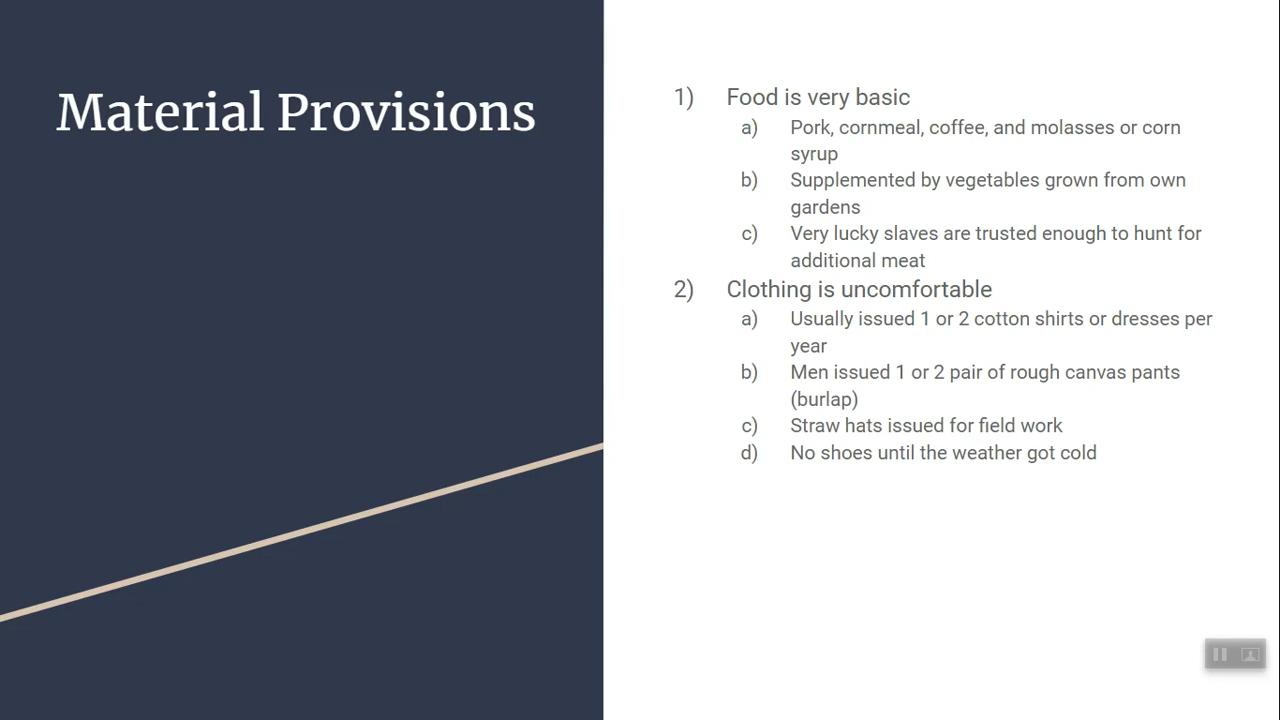 Material Provisions
1) Food is very basic
a) Pork, cornmeal, coffee, and molasses or corn
syrup
b) Supplemented by vegetables grown from own
gardens
c) Very lucky slaves are trusted enough to hunt for
additional meat
2) Clothing is uncomfortable
a) Usually issued 1 or 2 cotton shirts or dresses per
year
b) Men issued 1 or 2 pair of rough canvas pants
(burlap)
c) Straw hats issued for field work
d) No shoes until the weather got cold